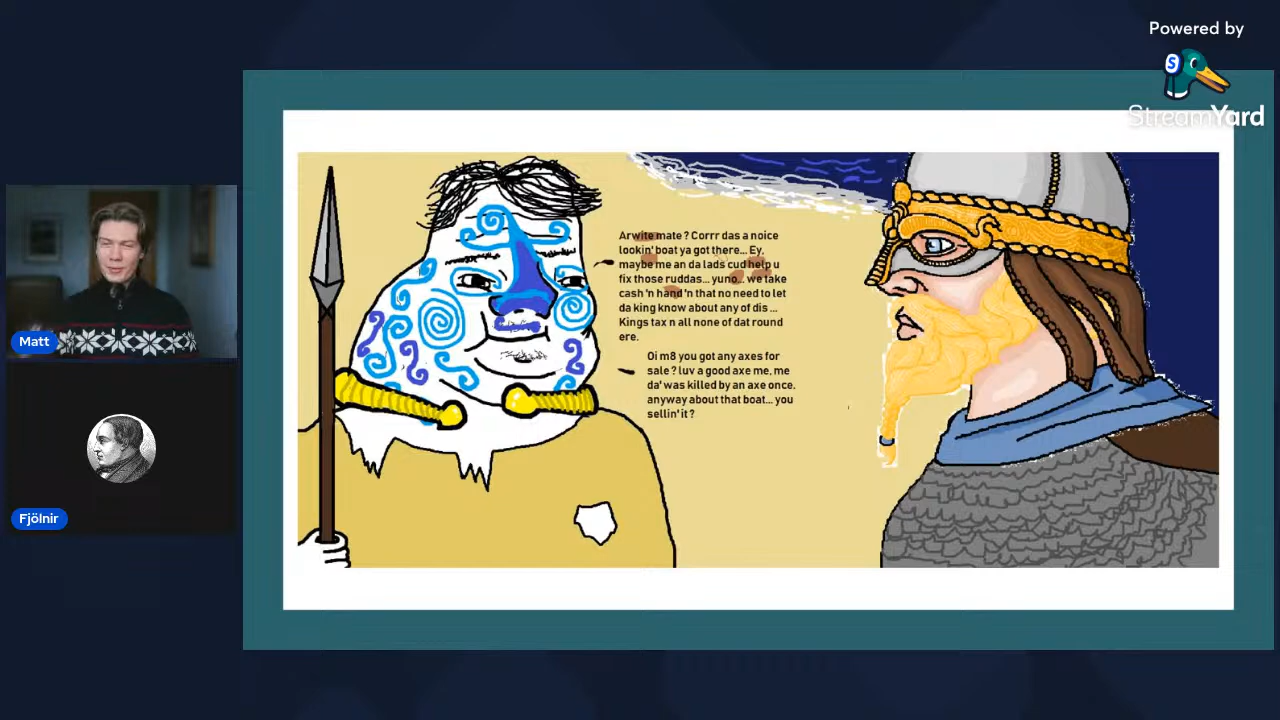 Powered by
StreamYard
Arwite mate ? Corrr das a noice
lookin' boat ya got there... Ey,
maybe me an da lads cud help u
fix those ruddas... yuno... we take
cash 'n hand 'n that no need to let
da king know about any of dis ...
Kings tax n all none of dat round
ere.
Oi m8 you got any axes for
sale ? luv a good axe me, me
da' was killed by an axe once.
anyway about that boat... you
sellin' it ?
Matt
Fjölnir